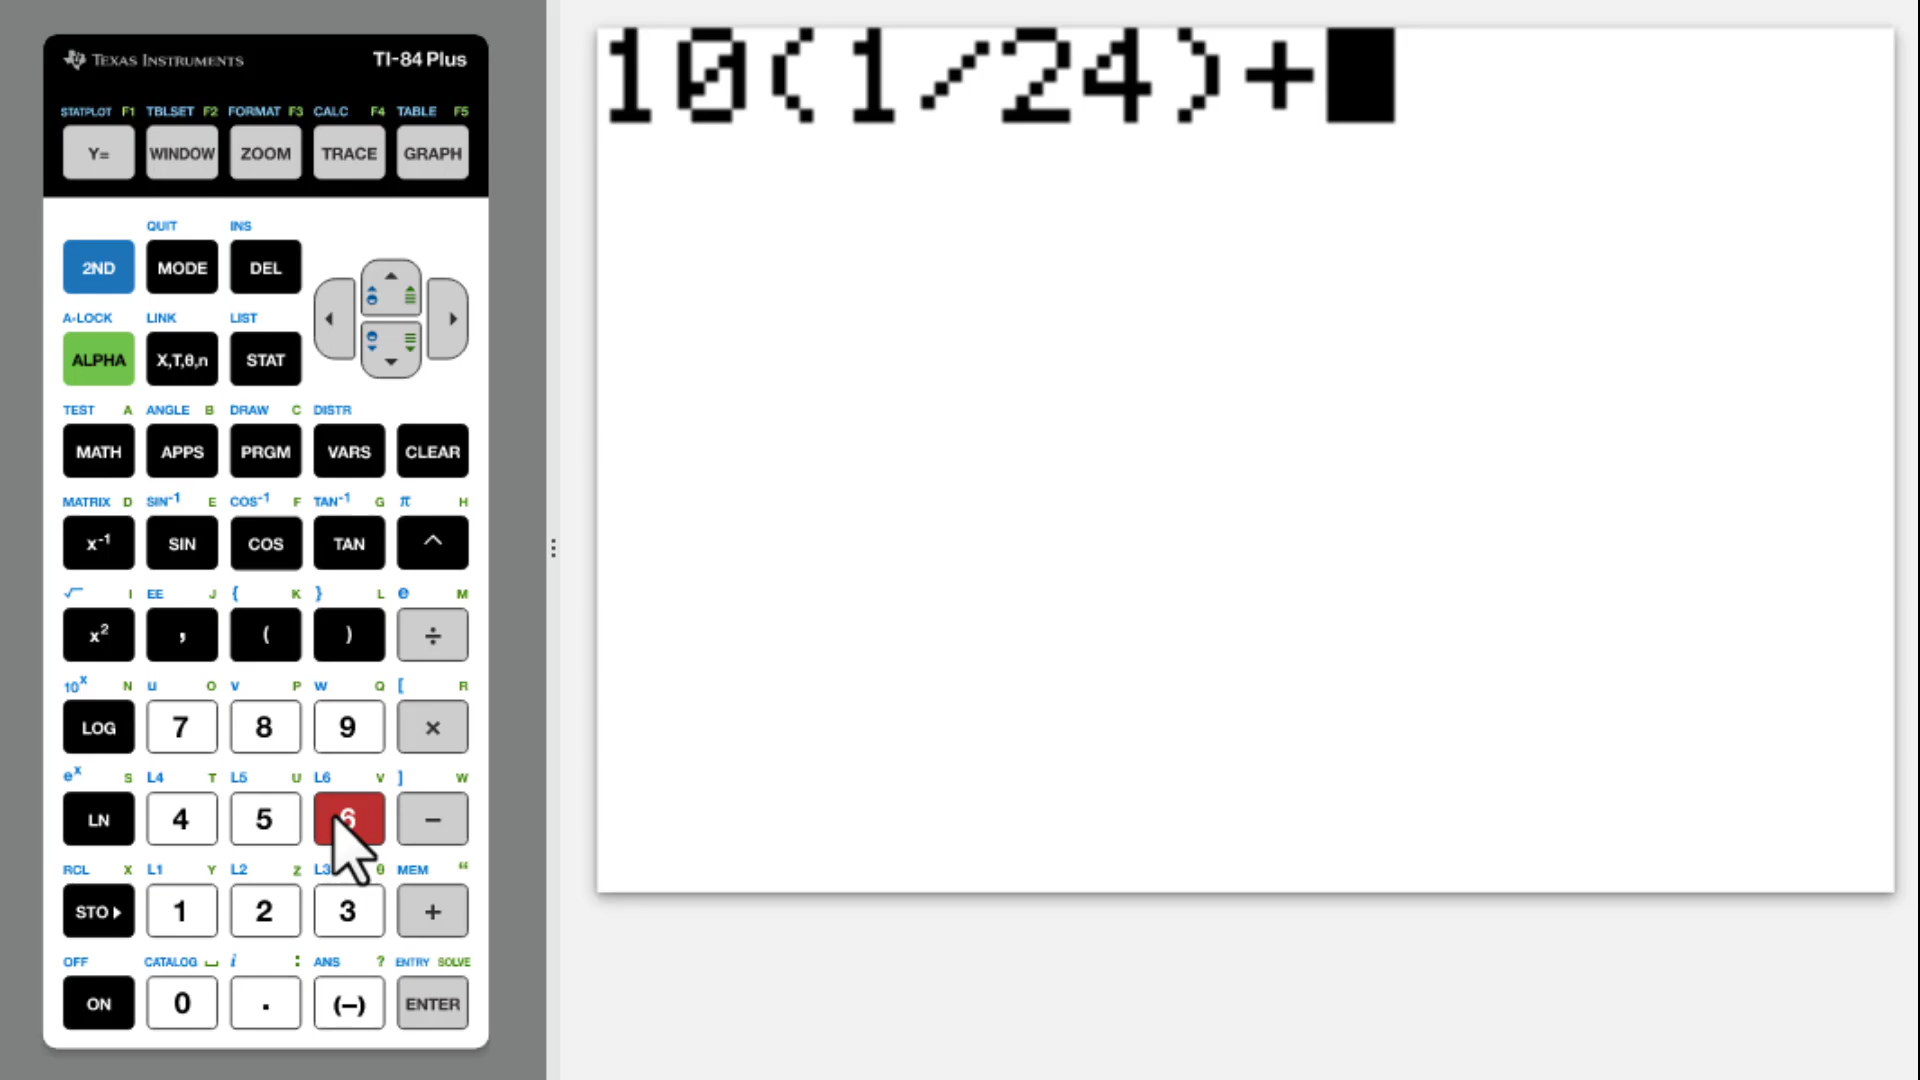 TEXAS INSTRUMENTS TI-84 Plus
STATPLOT F1 TBLSET F2 FORMAT F3 CALC F4 TABLE F5
Y= WINDOW ZOOM TRACE GRAPH
QUIT INS
2ND MODE DEL
A-LOCK LINK LIST
ALPHA X,T,θ,n STAT
TEST A ANGLE B DRAW C DISTR
MATH APPS PRGM VARS CLEAR
MATRIX D SIN⁻¹ E COS⁻¹ F TAN⁻¹ G π H
x⁻¹ SIN COS TAN ^
√ I EE J { K } L e M
x² , ( ) ÷
10ˣ N u O v P w Q [ R
LOG 7 8 9 ×
eˣ S L4 T L5 U L6 V ] W
LN 4 5 6 −
RCL X L1 Y L2 Z L3 θ MEM “
STO▸ 1 2 3 +
OFF CATALOG ⎵ i : ANS ? ENTRY SOLVE
ON 0 . (−) ENTER
10(1/24)+